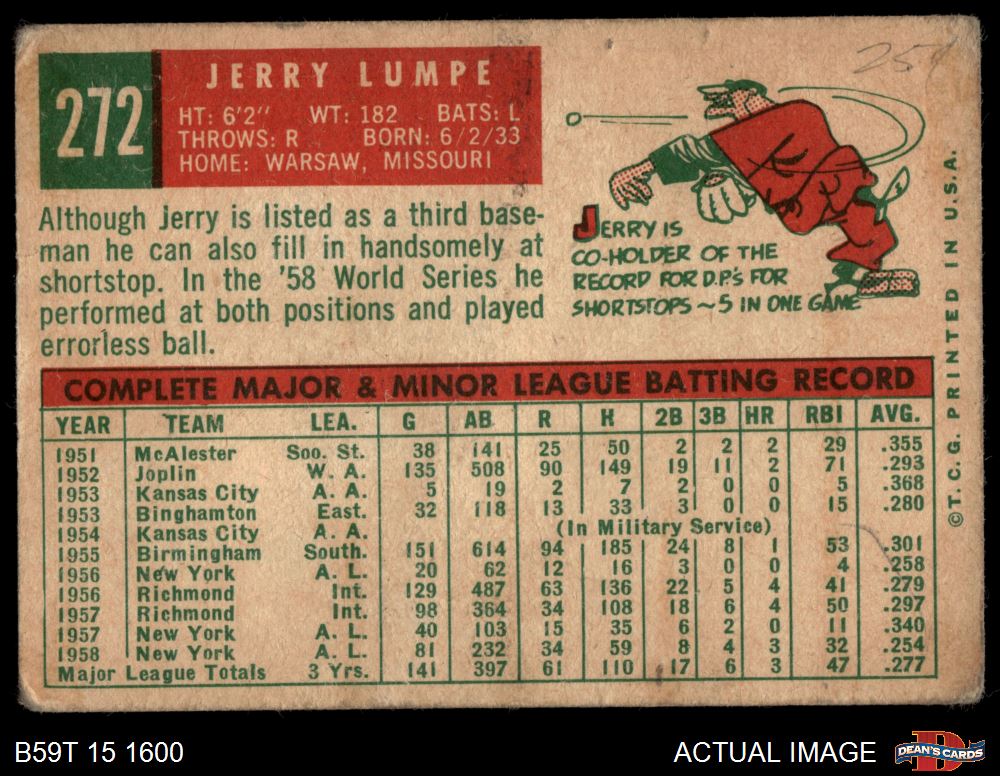 25¢
272
JERRY LUMPE
HT: 6'2" WT: 182 BATS: L
THROWS: R BORN: 6/2/33
HOME: WARSAW, MISSOURI
Although Jerry is listed as a third base-
man he can also fill in handsomely at
shortstop. In the '58 World Series he
performed at both positions and played
errorless ball.
JERRY IS
CO-HOLDER OF THE
RECORD FOR D.P.'s FOR
SHORTSTOPS ~ 5 IN ONE GAME
COMPLETE MAJOR & MINOR LEAGUE BATTING RECORD
YEAR TEAM LEA. G AB R H 2B 3B HR RBI AVG.
1951 McAlester Soo. St. 38 141 25 50 2 2 2 29 .355
1952 Joplin W. A. 135 508 90 149 19 11 2 71 .293
1953 Kansas City A. A. 5 19 2 7 2 0 0 5 .368
1953 Binghamton East. 32 118 13 33 3 0 0 15 .280
1954 Kansas City A. A. (In Military Service)
1955 Birmingham South. 151 614 94 185 24 8 1 53 .301
1956 New York A. L. 20 62 12 16 3 0 0 4 .258
1956 Richmond Int. 129 487 63 136 22 5 4 41 .279
1957 Richmond Int. 98 364 34 108 18 6 4 50 .297
1957 New York A. L. 40 103 15 35 6 2 0 11 .340
1958 New York A. L. 81 232 34 59 8 4 3 32 .254
Major League Totals 3 Yrs. 141 397 61 110 17 6 3 47 .277
©T. C. G. PRINTED IN U.S.A.
B59T 15 1600
ACTUAL IMAGE
DEAN'S CARDS